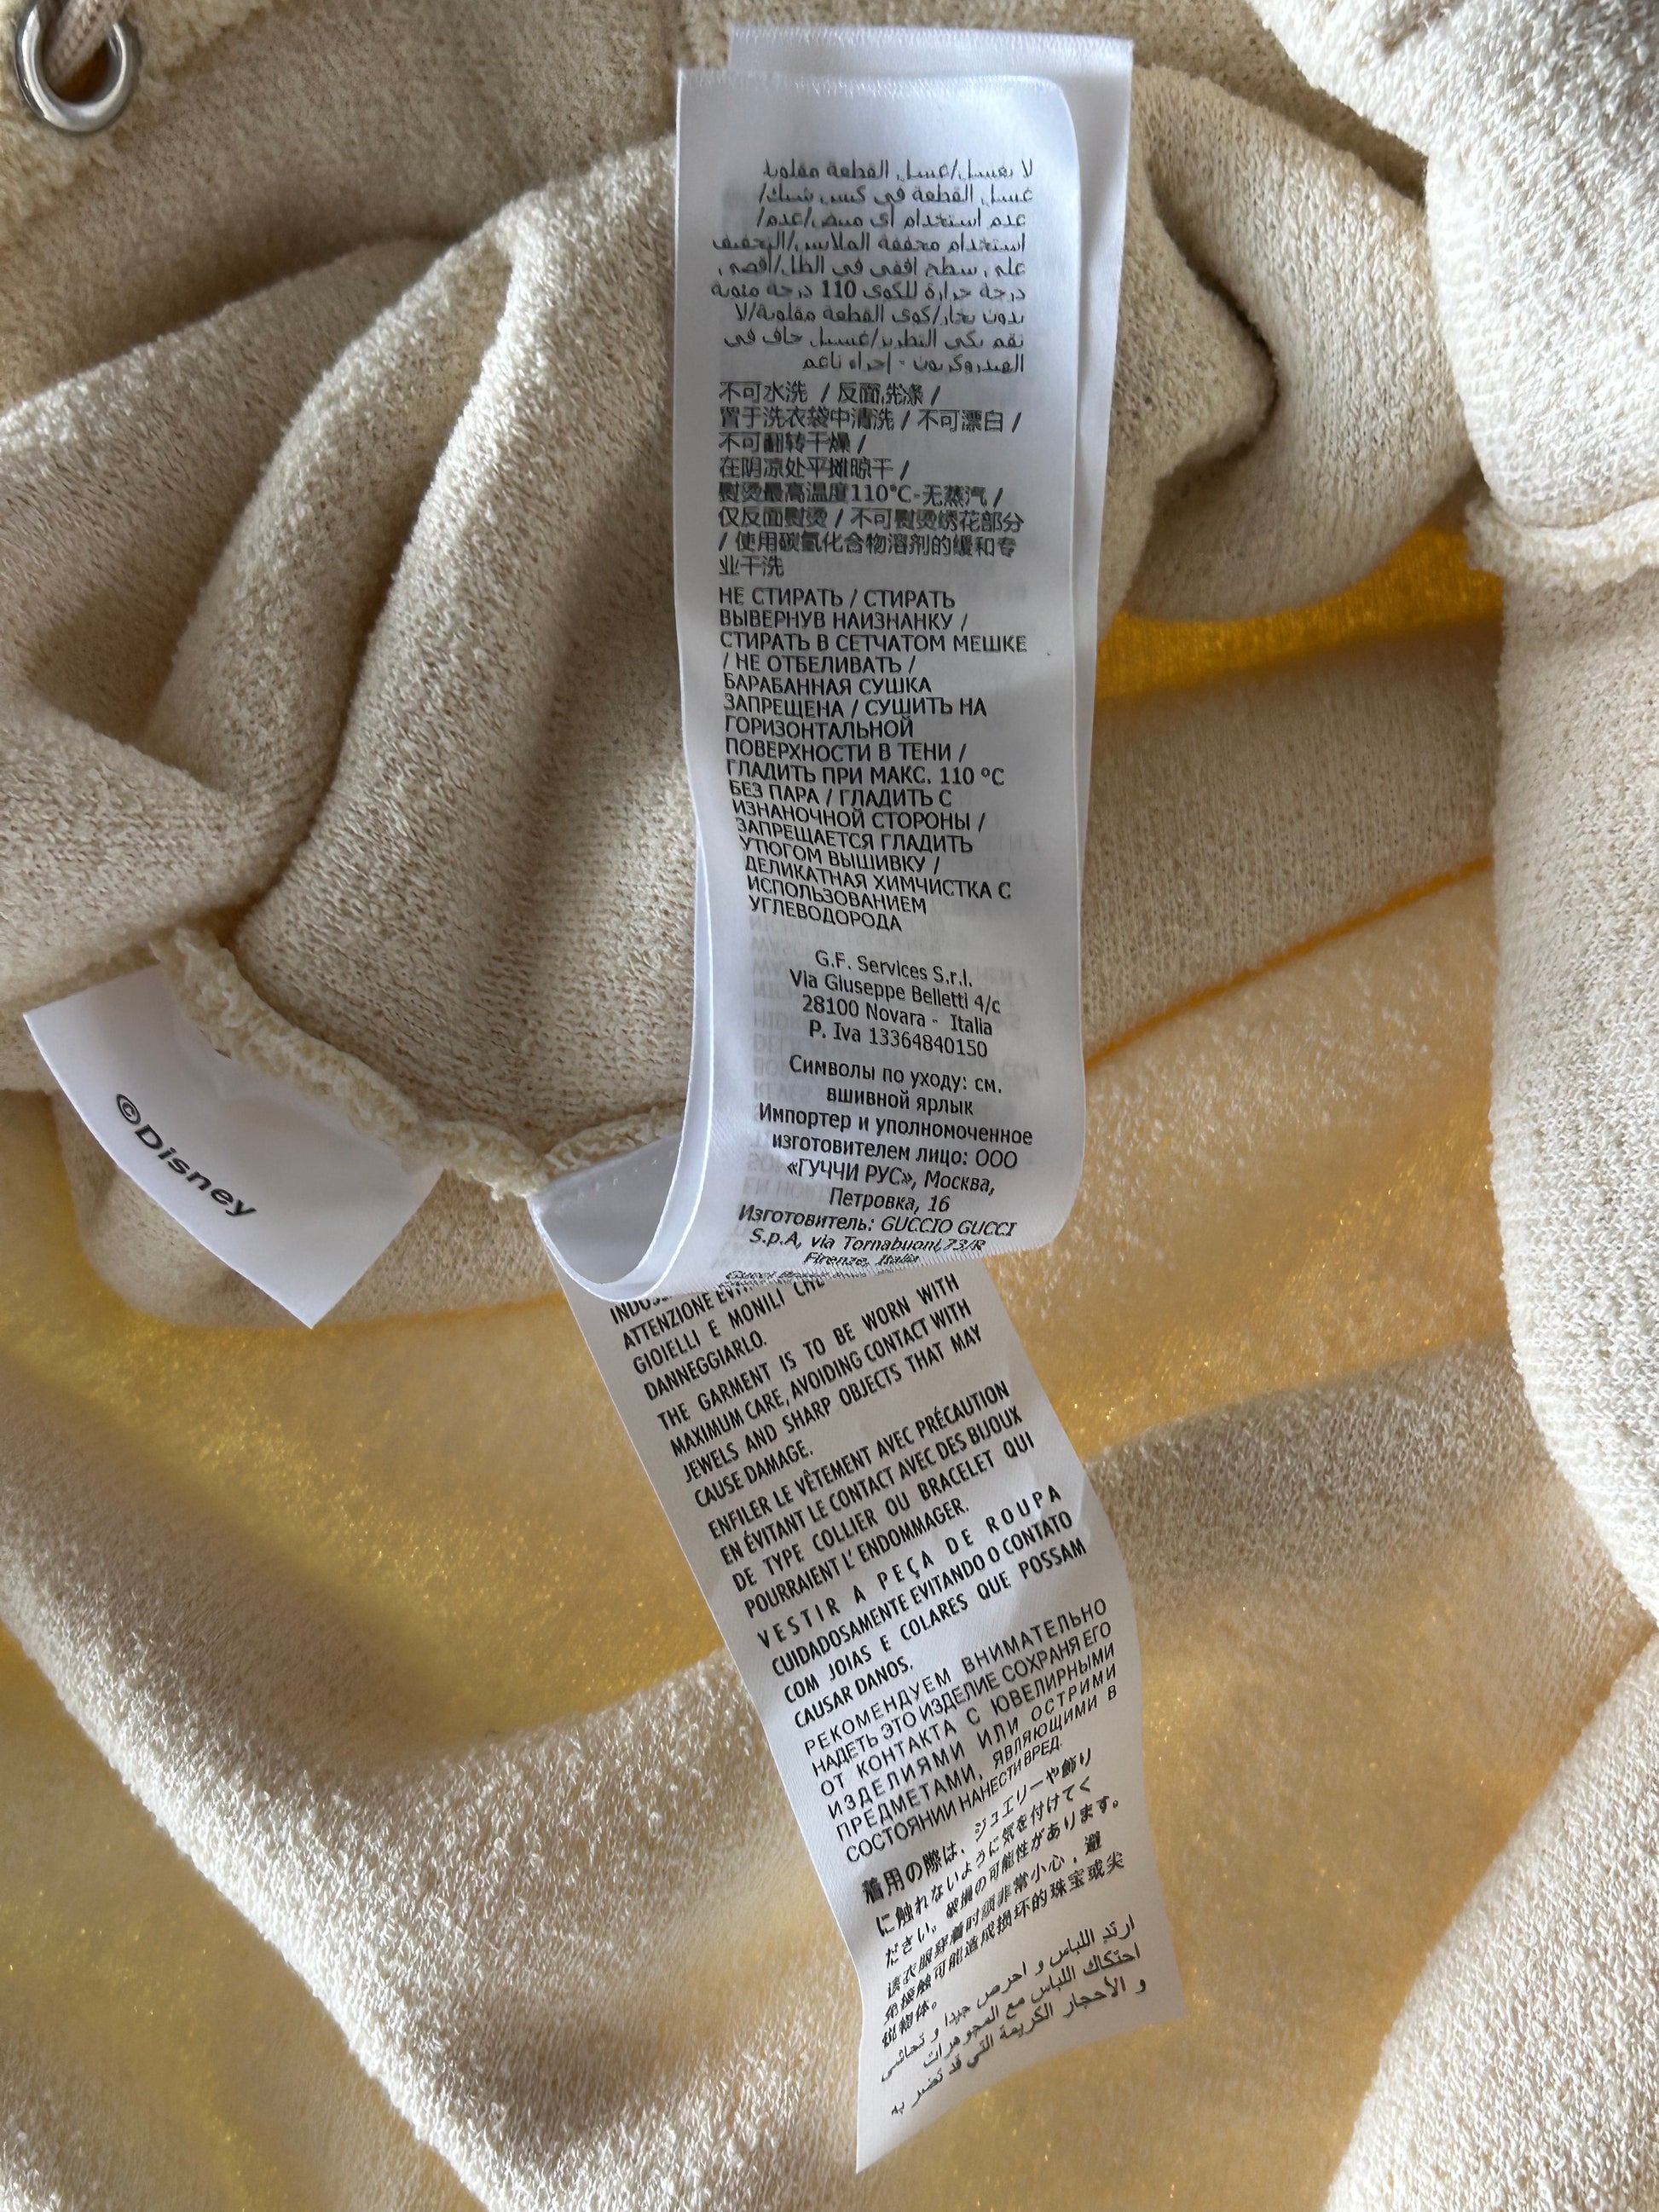 لا يغسل/غسل القطعة مقلوبة
غسل القطعة في كيس شبك/
عدم استخدام أي مبيض/عدم/
استخدام مجففة الملابس/التجفيف
على سطح افقي في الظل/أقصى
درجة حرارة للكوي 110 درجة مئوية
بدون بخار/كوي القطعة مقلوبة/لا
تقم بكي التطريز/غسيل جاف في
الهيدروكربون - إجراء ناعم
不可水洗 / 反面洗涤 /
置于洗衣袋中清洗 / 不可漂白 /
不可翻转干燥 /
在阴凉处平摊晾干 /
熨烫最高温度110°C-无蒸汽 /
仅反面熨烫 / 不可熨烫绣花部分
/ 使用碳氢化合物溶剂的缓和专
业干洗
НЕ СТИРАТЬ / СТИРАТЬ
ВЫВЕРНУВ НАИЗНАНКУ /
СТИРАТЬ В СЕТЧАТОМ МЕШКЕ
/ НЕ ОТБЕЛИВАТЬ /
БАРАБАННАЯ СУШКА
ЗАПРЕЩЕНА / СУШИТЬ НА
ГОРИЗОНТАЛЬНОЙ
ПОВЕРХНОСТИ В ТЕНИ /
ГЛАДИТЬ ПРИ МАКС. 110 ºC
БЕЗ ПАРА / ГЛАДИТЬ С
ИЗНАНОЧНОЙ СТОРОНЫ /
ЗАПРЕЩАЕТСЯ ГЛАДИТЬ
УТЮГОМ ВЫШИВКУ /
ДЕЛИКАТНАЯ ХИМЧИСТКА С
ИСПОЛЬЗОВАНИЕМ
УГЛЕВОДОРОДА
G.F. Services S.r.l.
Via Giuseppe Belletti 4/c
28100 Novara - Italia
P. Iva 13364840150
Символы по уходу: см.
вшивной ярлык
Импортер и уполномоченное
изготовителем лицо: ООО
«ГУЧЧИ РУС», Москва,
Петровка, 16
Изготовитель: GUCCIO GUCCI
S.p.A, via Tornabuoni,73/R
Firenze, Italia
©Disney
ATTENZIONE
GIOIELLI E MONILI CHE
DANNEGGIARLO.
THE GARMENT IS TO BE WORN WITH
MAXIMUM CARE, AVOIDING CONTACT WITH
JEWELS AND SHARP OBJECTS THAT MAY
CAUSE DAMAGE.
ENFILER LE VÊTEMENT AVEC PRÉCAUTION
EN ÉVITANT LE CONTACT AVEC DES BIJOUX
DE TYPE COLLIER OU BRACELET QUI
POURRAIENT L' ENDOMMAGER.
VESTIR A PEÇA DE ROUPA
CUIDADOSAMENTE EVITANDO O CONTATO
COM JOIAS E COLARES QUE POSSAM
CAUSAR DANOS.
РЕКОМЕНДУЕМ ВНИМАТЕЛЬНО
НАДЕТЬ ЭТО ИЗДЕЛИЕ СОХРАНЯ ЕГО
ОТ КОНТАКТА С ЮВЕЛИРНЫМИ
ИЗДЕЛИЯМИ ИЛИ ОСТРИМИ
ПРЕДМЕТАМИ, ЯВЛЯЮЩИМИ В
СОСТОЯНИИ НАНЕСТИ ВРЕД.
着用の際は、ジュエリーや飾り
に触れないように気を付けてく
ださい。破損の可能性があります。
该衣服穿着时须非常小心，避
免接触可能造成损坏的珠宝或尖
锐物体。
ارتد اللباس و احرص جيدا و تحاشى
احتكاك اللباس مع المجوهرات
و الأحجار الكريمة التي قد تضر به